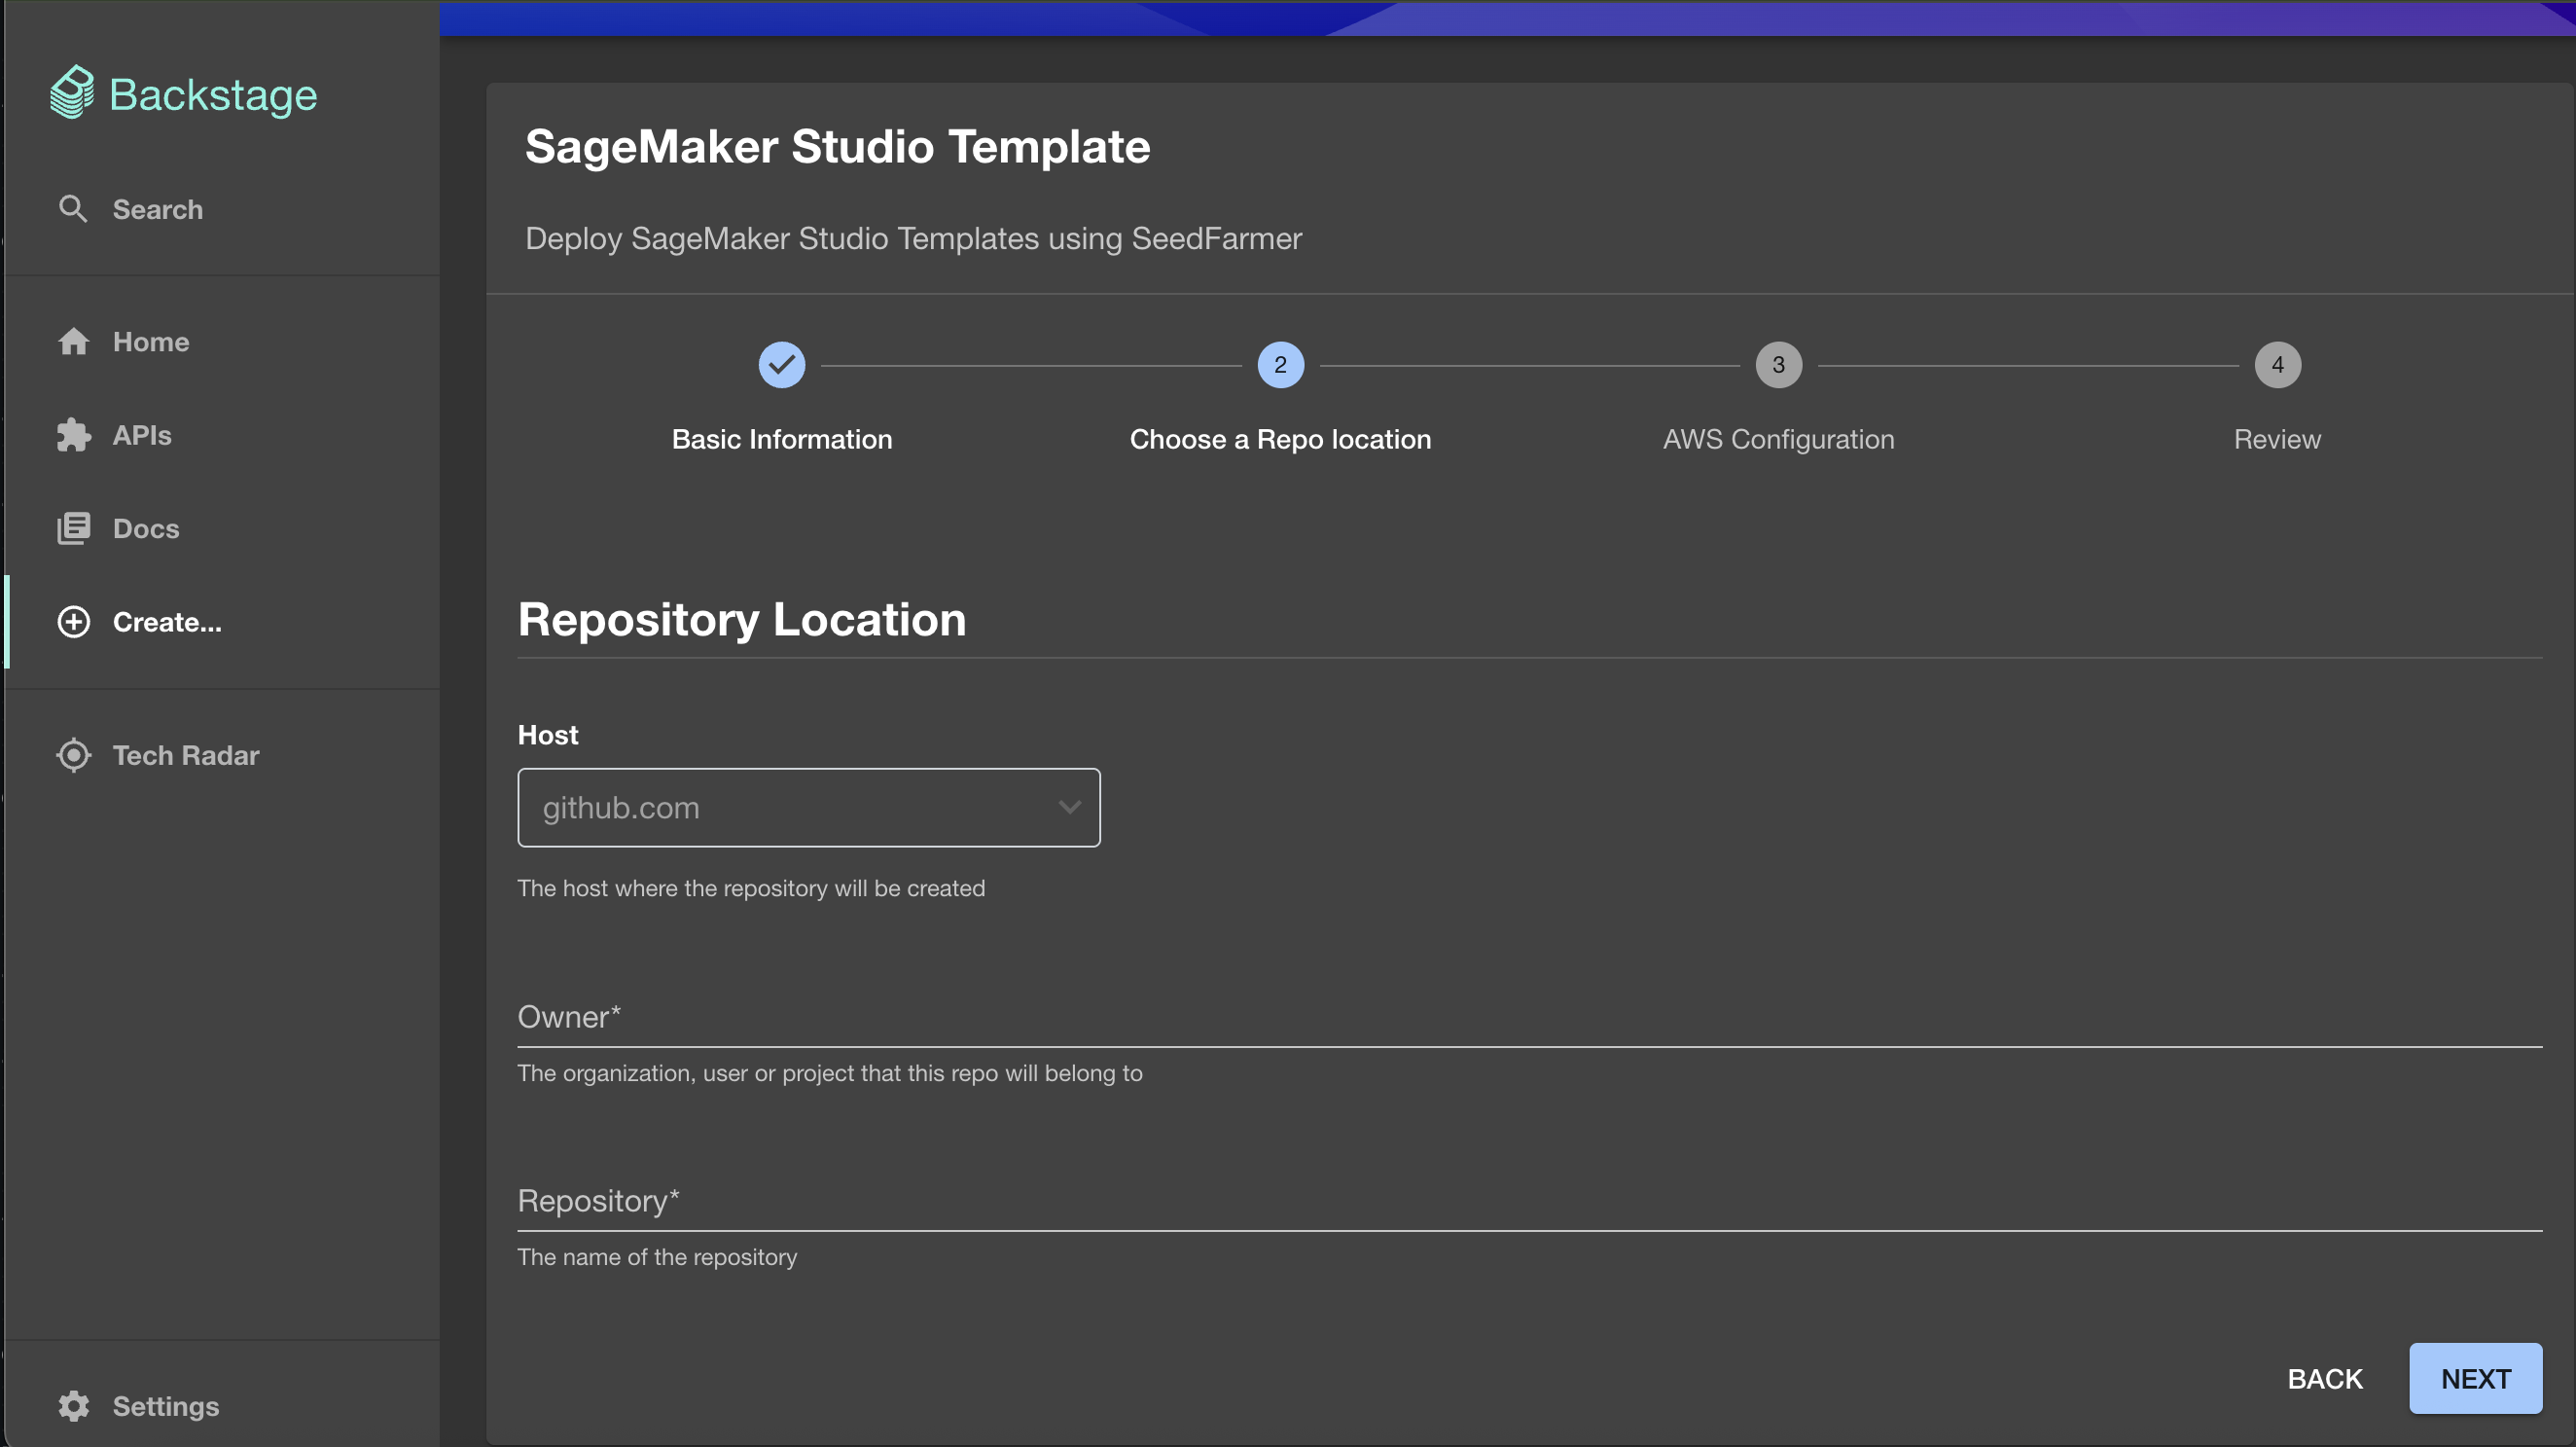 Backstage
Search
Home
APIs
Docs
Create...
Tech Radar
Settings
SageMaker Studio Template
Deploy SageMaker Studio Templates using SeedFarmer
2
3
4
Basic Information
Choose a Repo location
AWS Configuration
Review
Repository Location
Host
github.com
The host where the repository will be created
Owner*
The organization, user or project that this repo will belong to
Repository*
The name of the repository
BACK
NEXT